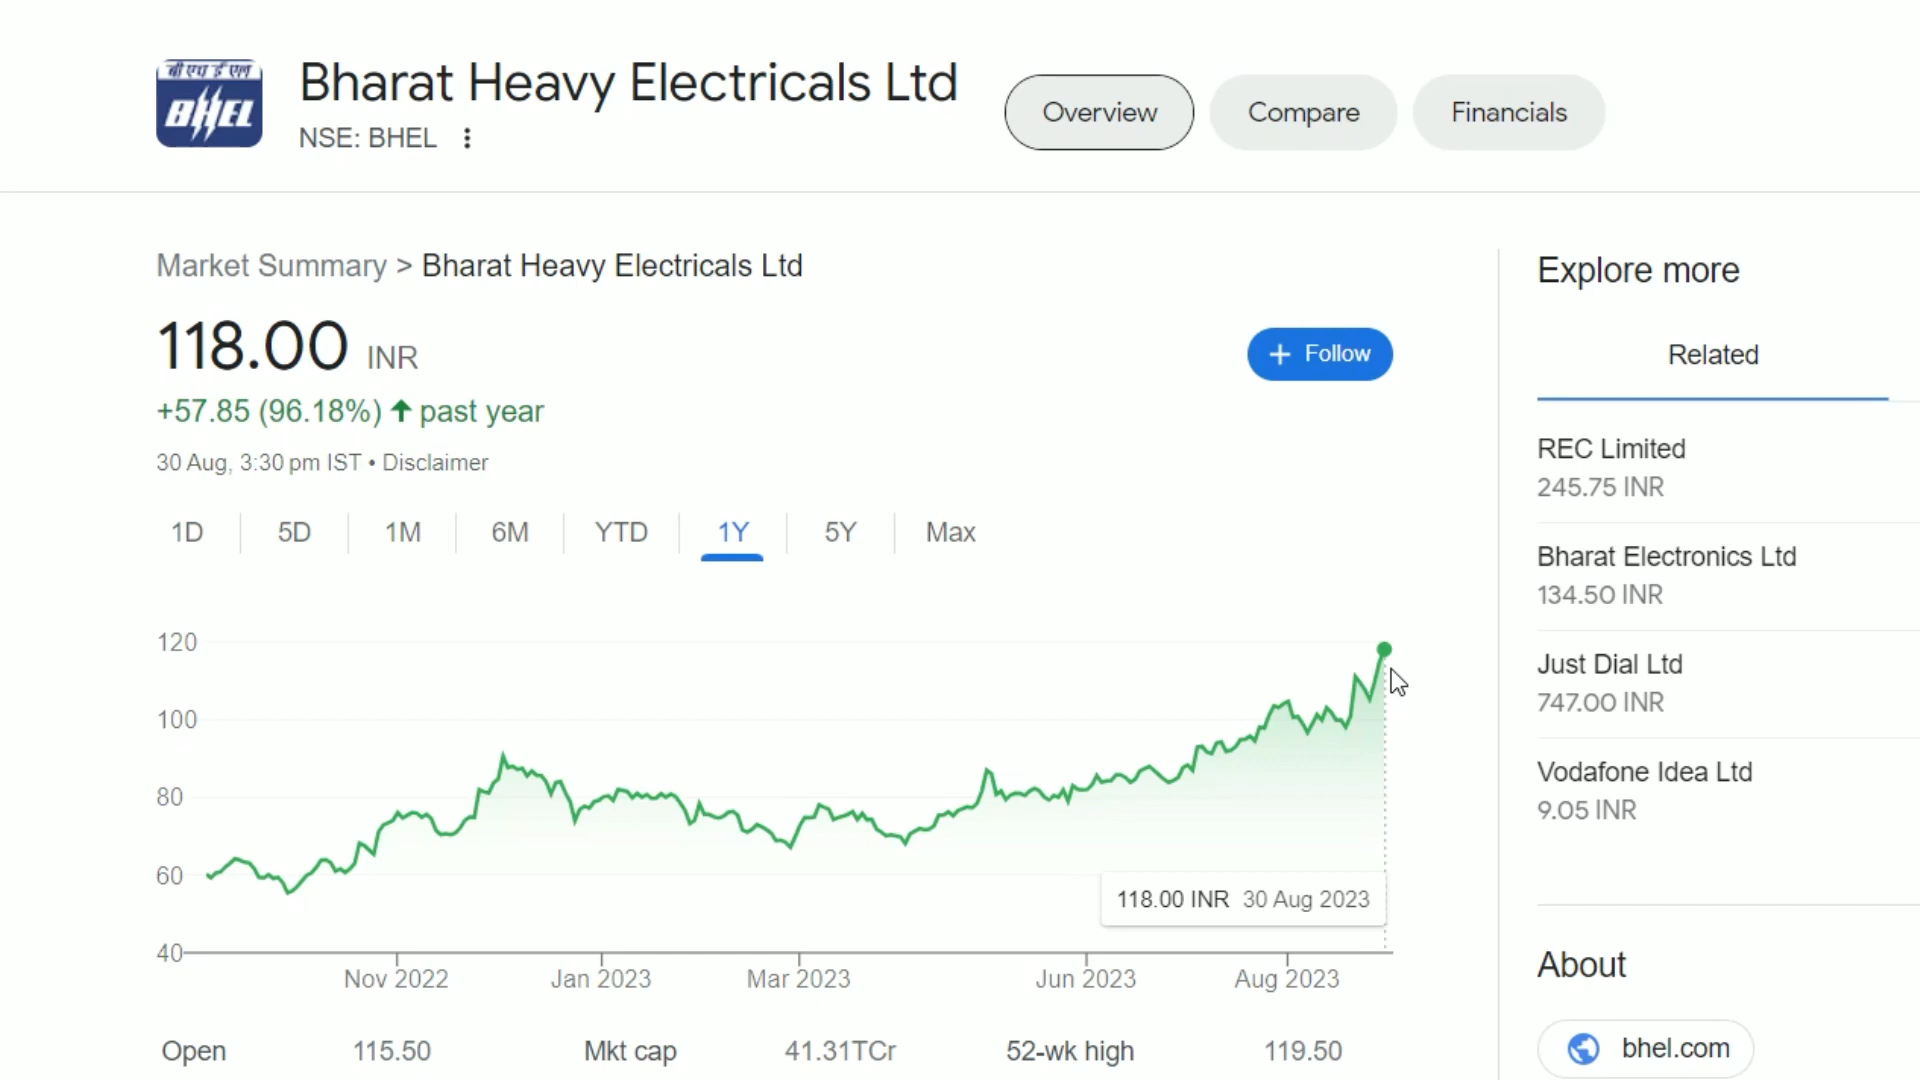 बी एच ई एल
BHEL
Bharat Heavy Electricals Ltd
NSE: BHEL
Overview
Compare
Financials
Market Summary > Bharat Heavy Electricals Ltd
118.00 INR
+ Follow
+57.85 (96.18%) ↑ past year
30 Aug, 3:30 pm IST • Disclaimer
1D 5D 1M 6M YTD 1Y 5Y Max
120
100
80
60
40
118.00 INR 30 Aug 2023
Nov 2022 Jan 2023 Mar 2023 Jun 2023 Aug 2023
Open 115.50 Mkt cap 41.31TCr 52-wk high 119.50
Explore more
Related
REC Limited
245.75 INR
Bharat Electronics Ltd
134.50 INR
Just Dial Ltd
747.00 INR
Vodafone Idea Ltd
9.05 INR
About
bhel.com